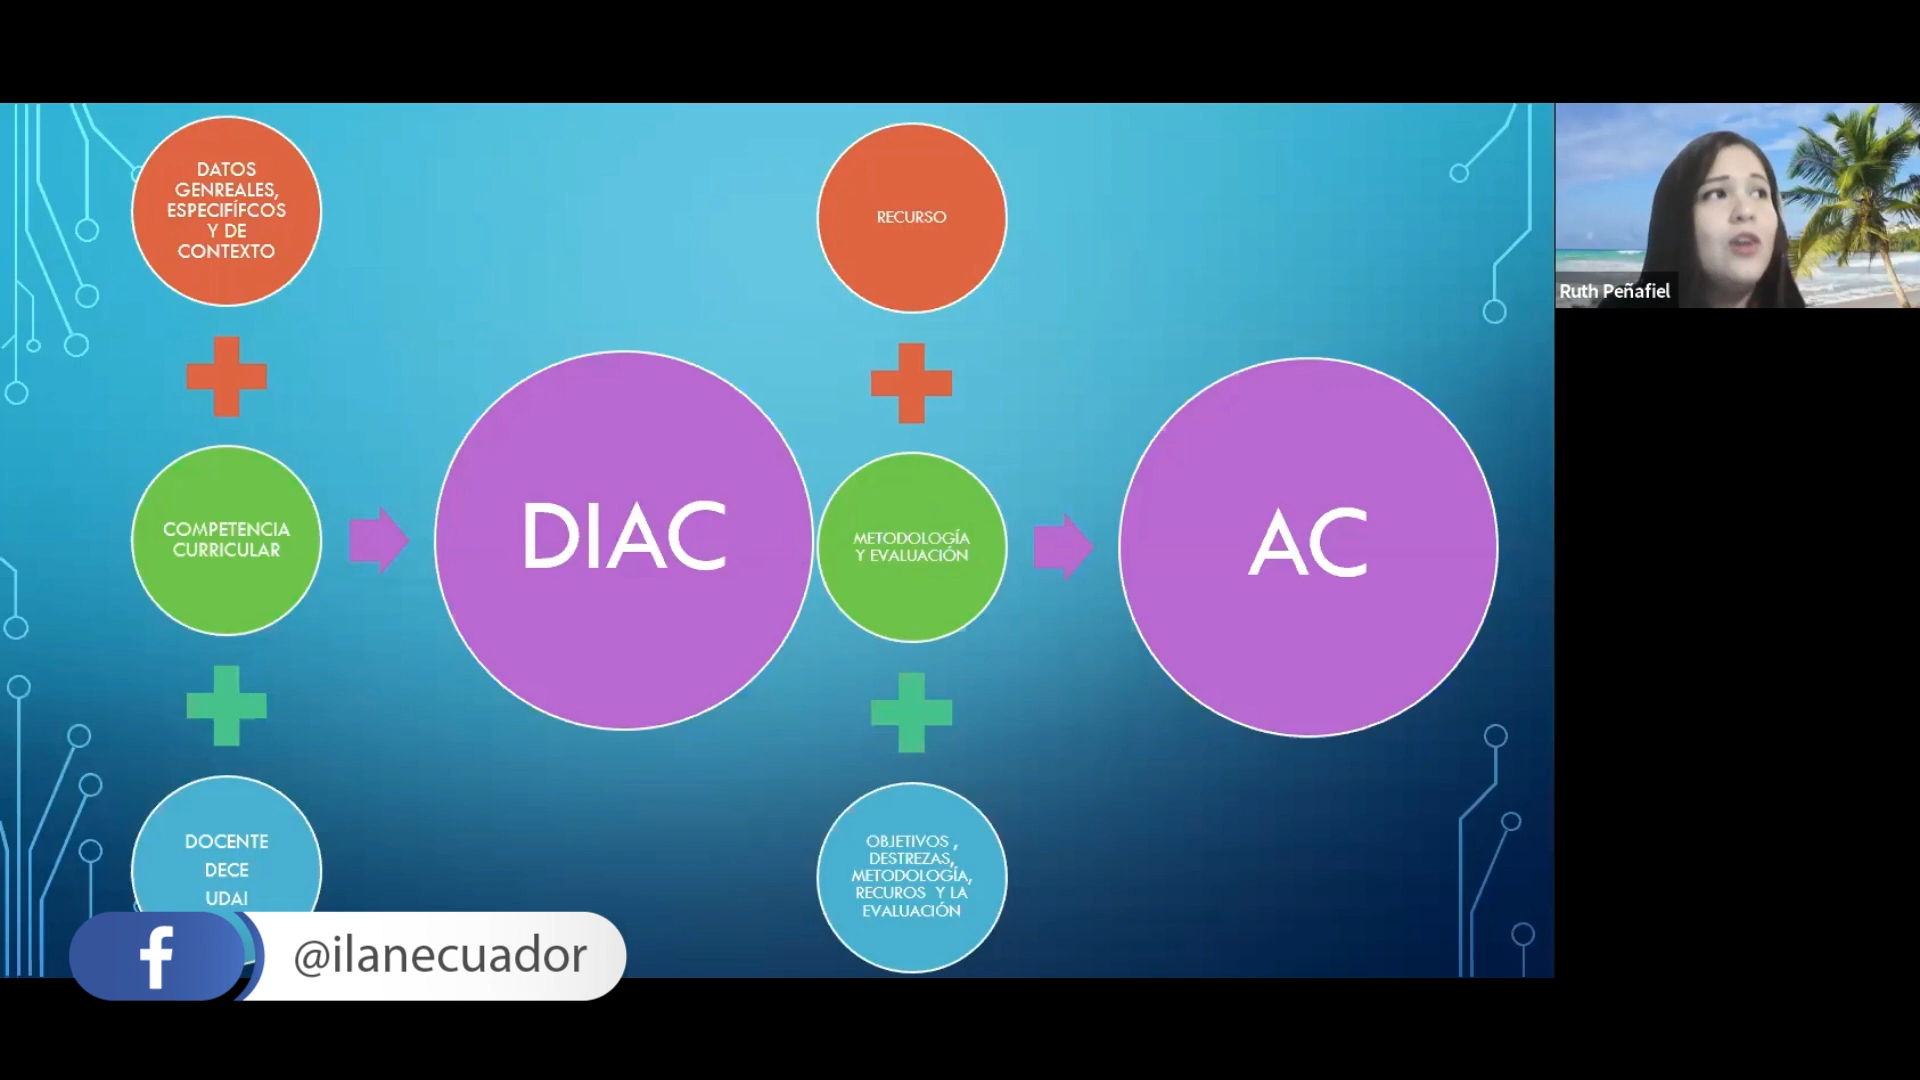 DATOS
GENREALES,
ESPECIFÍFCOS
Y DE
CONTEXTO
COMPETENCIA
CURRICULAR
DOCENTE
DECE
UDAI
DIAC
RECURSO
METODOLOGÍA
Y EVALUACIÓN
OBJETIVOS ,
DESTREZAS,
METODOLOGÍA,
RECUROS Y LA
EVALUACIÓN
AC
Ruth Peñafiel
f
@ilanecuador